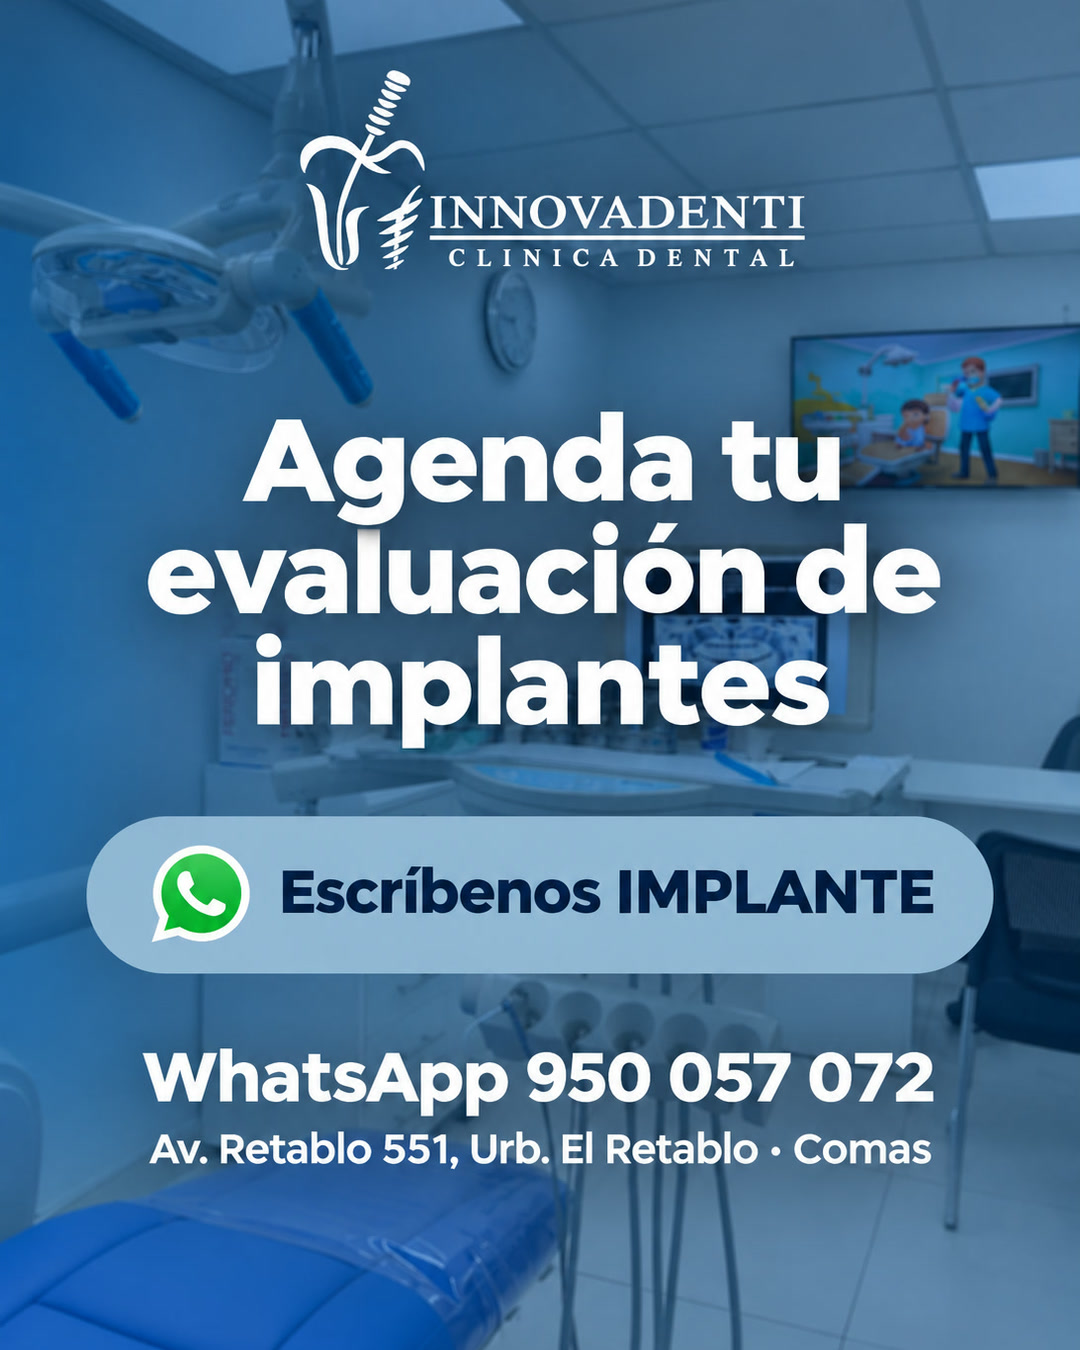 INNOVADENTI
CLINICA DENTAL
Agenda tu
evaluación de
implantes
Escríbenos IMPLANTE
WhatsApp 950 057 072
Av. Retablo 551, Urb. El Retablo • Comas